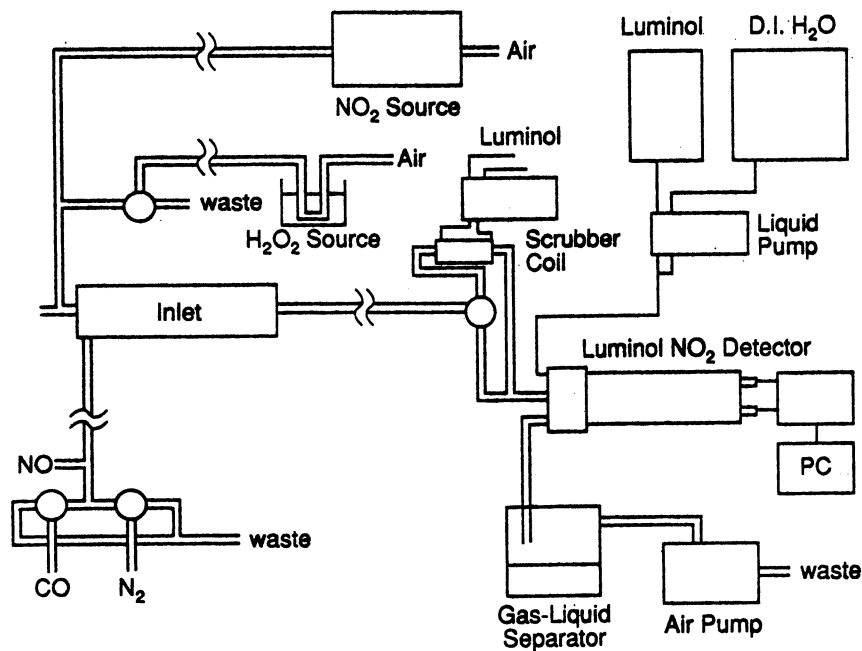 Air
NO₂ Source
Luminol
D.I. H₂O
Luminol
Air
waste
H₂O₂ Source
Scrubber
Coil
Liquid
Pump
Inlet
Luminol NO₂ Detector
NO
PC
waste
CO
N₂
waste
Gas-Liquid
Separator
Air Pump